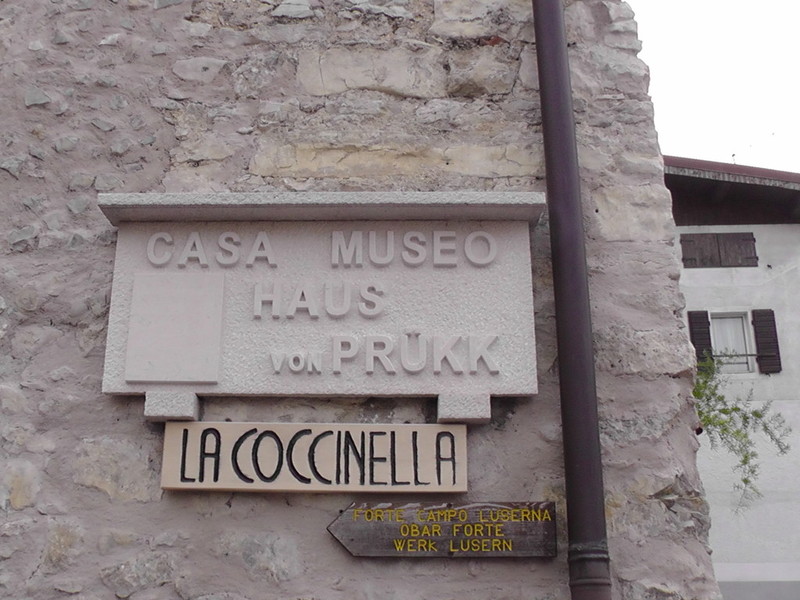 CASA MUSEO
HAUS
VON PRÜKK
LA COCCINELLA
FORTE CAMPO LUSERNA
OBAR FORTE
WERK LUSERN